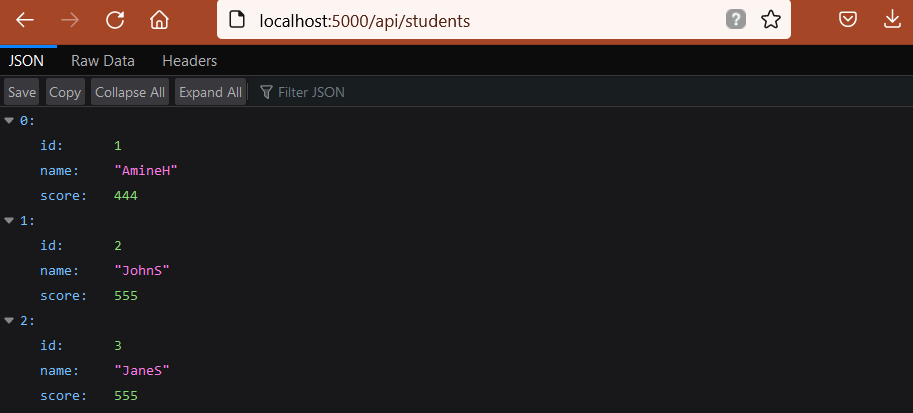 localhost:5000/api/students
?
JSON Raw Data Headers
Save Copy Collapse All Expand All Filter JSON
0:
id: 1
name: "AmineH"
score: 444
1:
id: 2
name: "JohnS"
score: 555
2:
id: 3
name: "JaneS"
score: 555